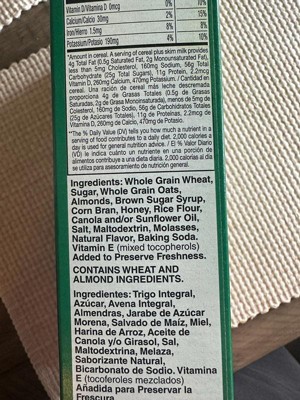 Vitamin D/Vitamina D 0mcg 0% 70%
Calcium/Calcio 30mg 2% 15%
Iron/Hierro 1.5mg 8% 8%
Potassium/Potasio 190mg 4% 10%
*Amount in cereal. A serving of cereal plus skim milk provides
4g Total Fat (0.5g Saturated Fat, 2g Monounsaturated Fat),
less than 5mg Cholesterol, 160mg Sodium, 56g Total
Carbohydrate (25g Total Sugars), 11g Protein, 2.2mcg
Vitamin D, 260mg Calcium, 470mg Potassium. / Cantidad en
cereal. Una ración de cereal más leche descremada
proporciona 4g de Grasas Totales (0.5g de Grasas
Saturadas, 2g de Grasa Monoinsaturada), menos de 5mg de
Colesterol, 160mg de Sodio, 56g de Carbohidratos Totales
(25g de Azúcares Totales), 11g de Proteínas, 2.2mcg de
Vitamina D, 260mg de Calcio, 470mg de Potasio.
**The % Daily Value (DV) tells you how much a nutrient in a
serving of food contributes to a daily diet. 2,000 calories a
day is used for general nutrition advice. / El % Valor Diario
(VD) le indica cuánto un nutriente en una porción de
alimentos contribuye a una dieta diaria. 2,000 calorías al día
se utiliza para asesoramiento de nutrición general.
Ingredients: Whole Grain Wheat,
Sugar, Whole Grain Oats,
Almonds, Brown Sugar Syrup,
Corn Bran, Honey, Rice Flour,
Canola and/or Sunflower Oil,
Salt, Maltodextrin, Molasses,
Natural Flavor, Baking Soda.
Vitamin E (mixed tocopherols)
Added to Preserve Freshness.
CONTAINS WHEAT AND
ALMOND INGREDIENTS.
Ingredientes: Trigo Integral,
Azúcar, Avena Integral,
Almendras, Jarabe de Azúcar
Morena, Salvado de Maíz, Miel,
Harina de Arroz, Aceite de
Canola y/o Girasol, Sal,
Maltodextrina, Melaza,
Saborizante Natural,
Bicarbonato de Sodio. Vitamina
E (tocoferoles mezclados)
Añadida para Preservar la
Frescura